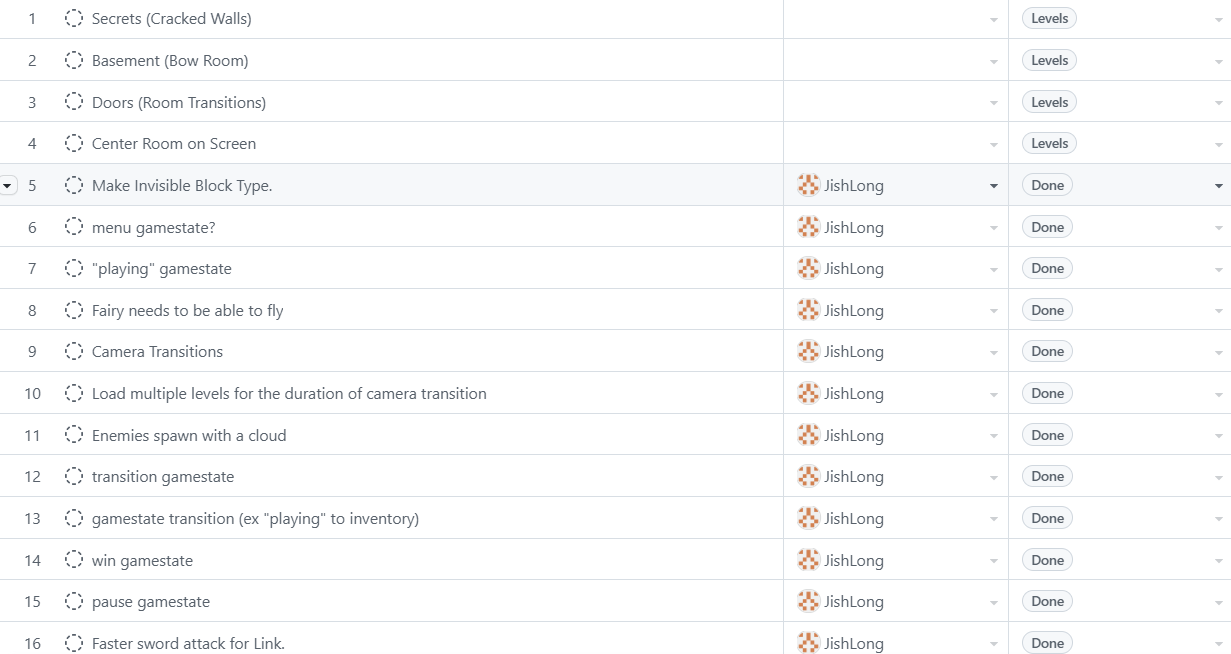 1 Secrets (Cracked Walls) Levels
2 Basement (Bow Room) Levels
3 Doors (Room Transitions) Levels
4 Center Room on Screen Levels
5 Make Invisible Block Type. JishLong Done
6 menu gamestate? JishLong Done
7 "playing" gamestate JishLong Done
8 Fairy needs to be able to fly JishLong Done
9 Camera Transitions JishLong Done
10 Load multiple levels for the duration of camera transition JishLong Done
11 Enemies spawn with a cloud JishLong Done
12 transition gamestate JishLong Done
13 gamestate transition (ex "playing" to inventory) JishLong Done
14 win gamestate JishLong Done
15 pause gamestate JishLong Done
16 Faster sword attack for Link. JishLong Done